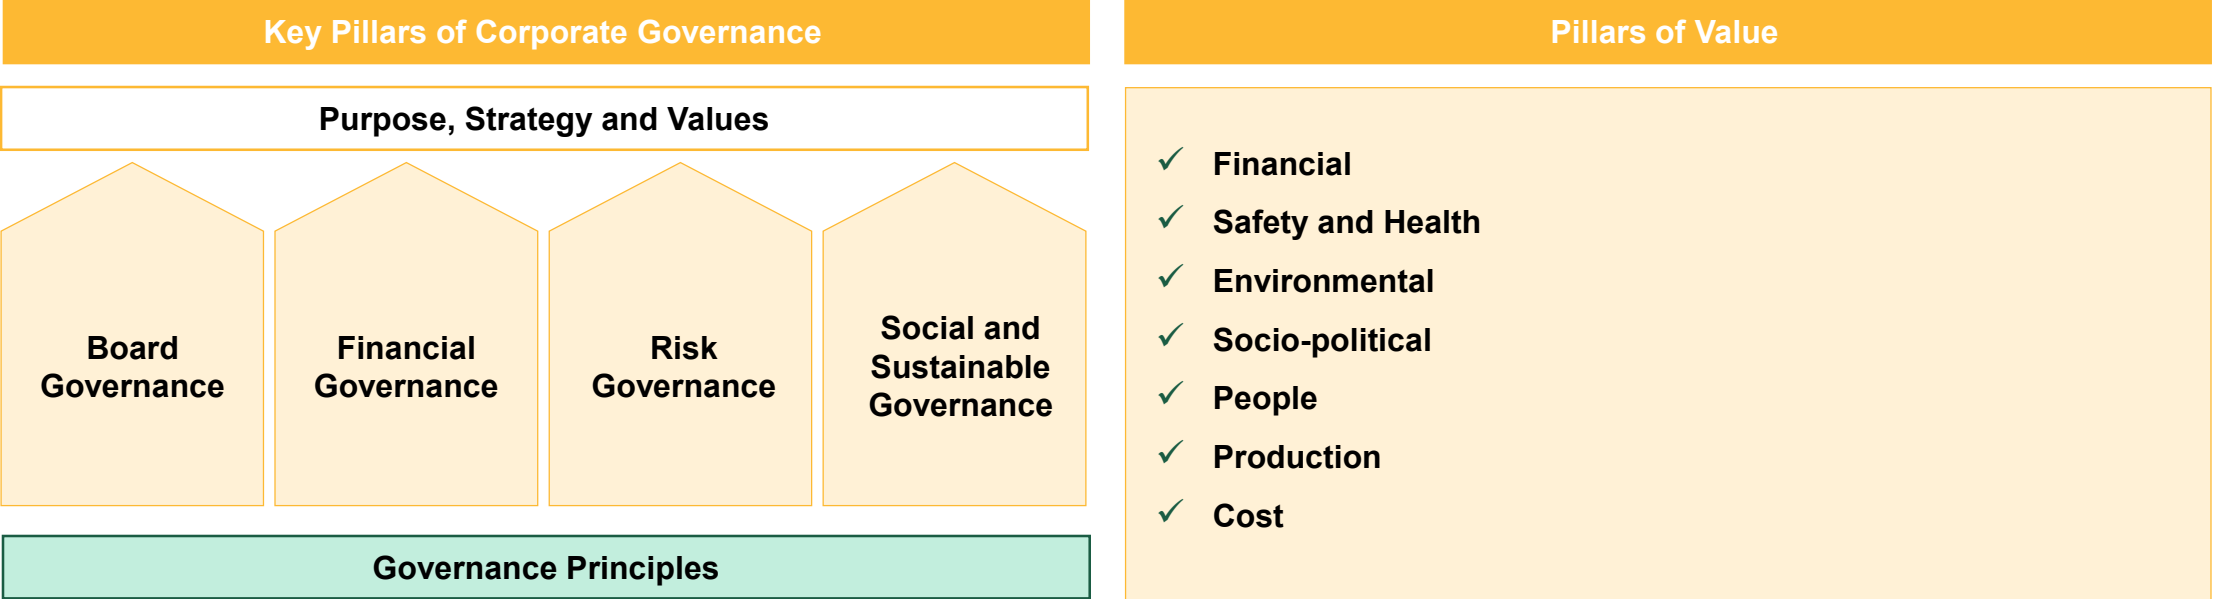 Key Pillars of Corporate Governance
Purpose, Strategy and Values
Board
Governance
Financial
Governance
Risk
Governance
Social and
Sustainable
Governance
Governance Principles
Pillars of Value
Financial
Safety and Health
Environmental
Socio-political
People
Production
Cost